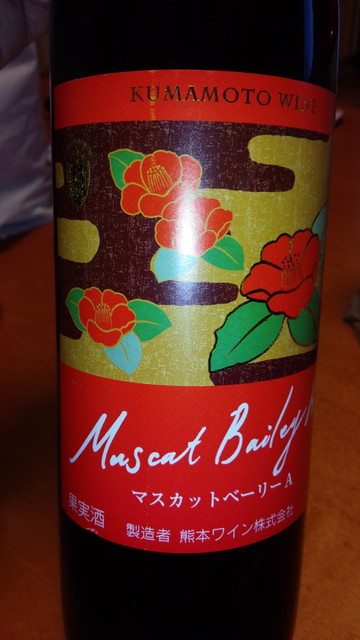 KUMAMOTO WINE
Muscat Bailey A
マスカットベーリーA
果実酒
製造者 熊本ワイン株式会社